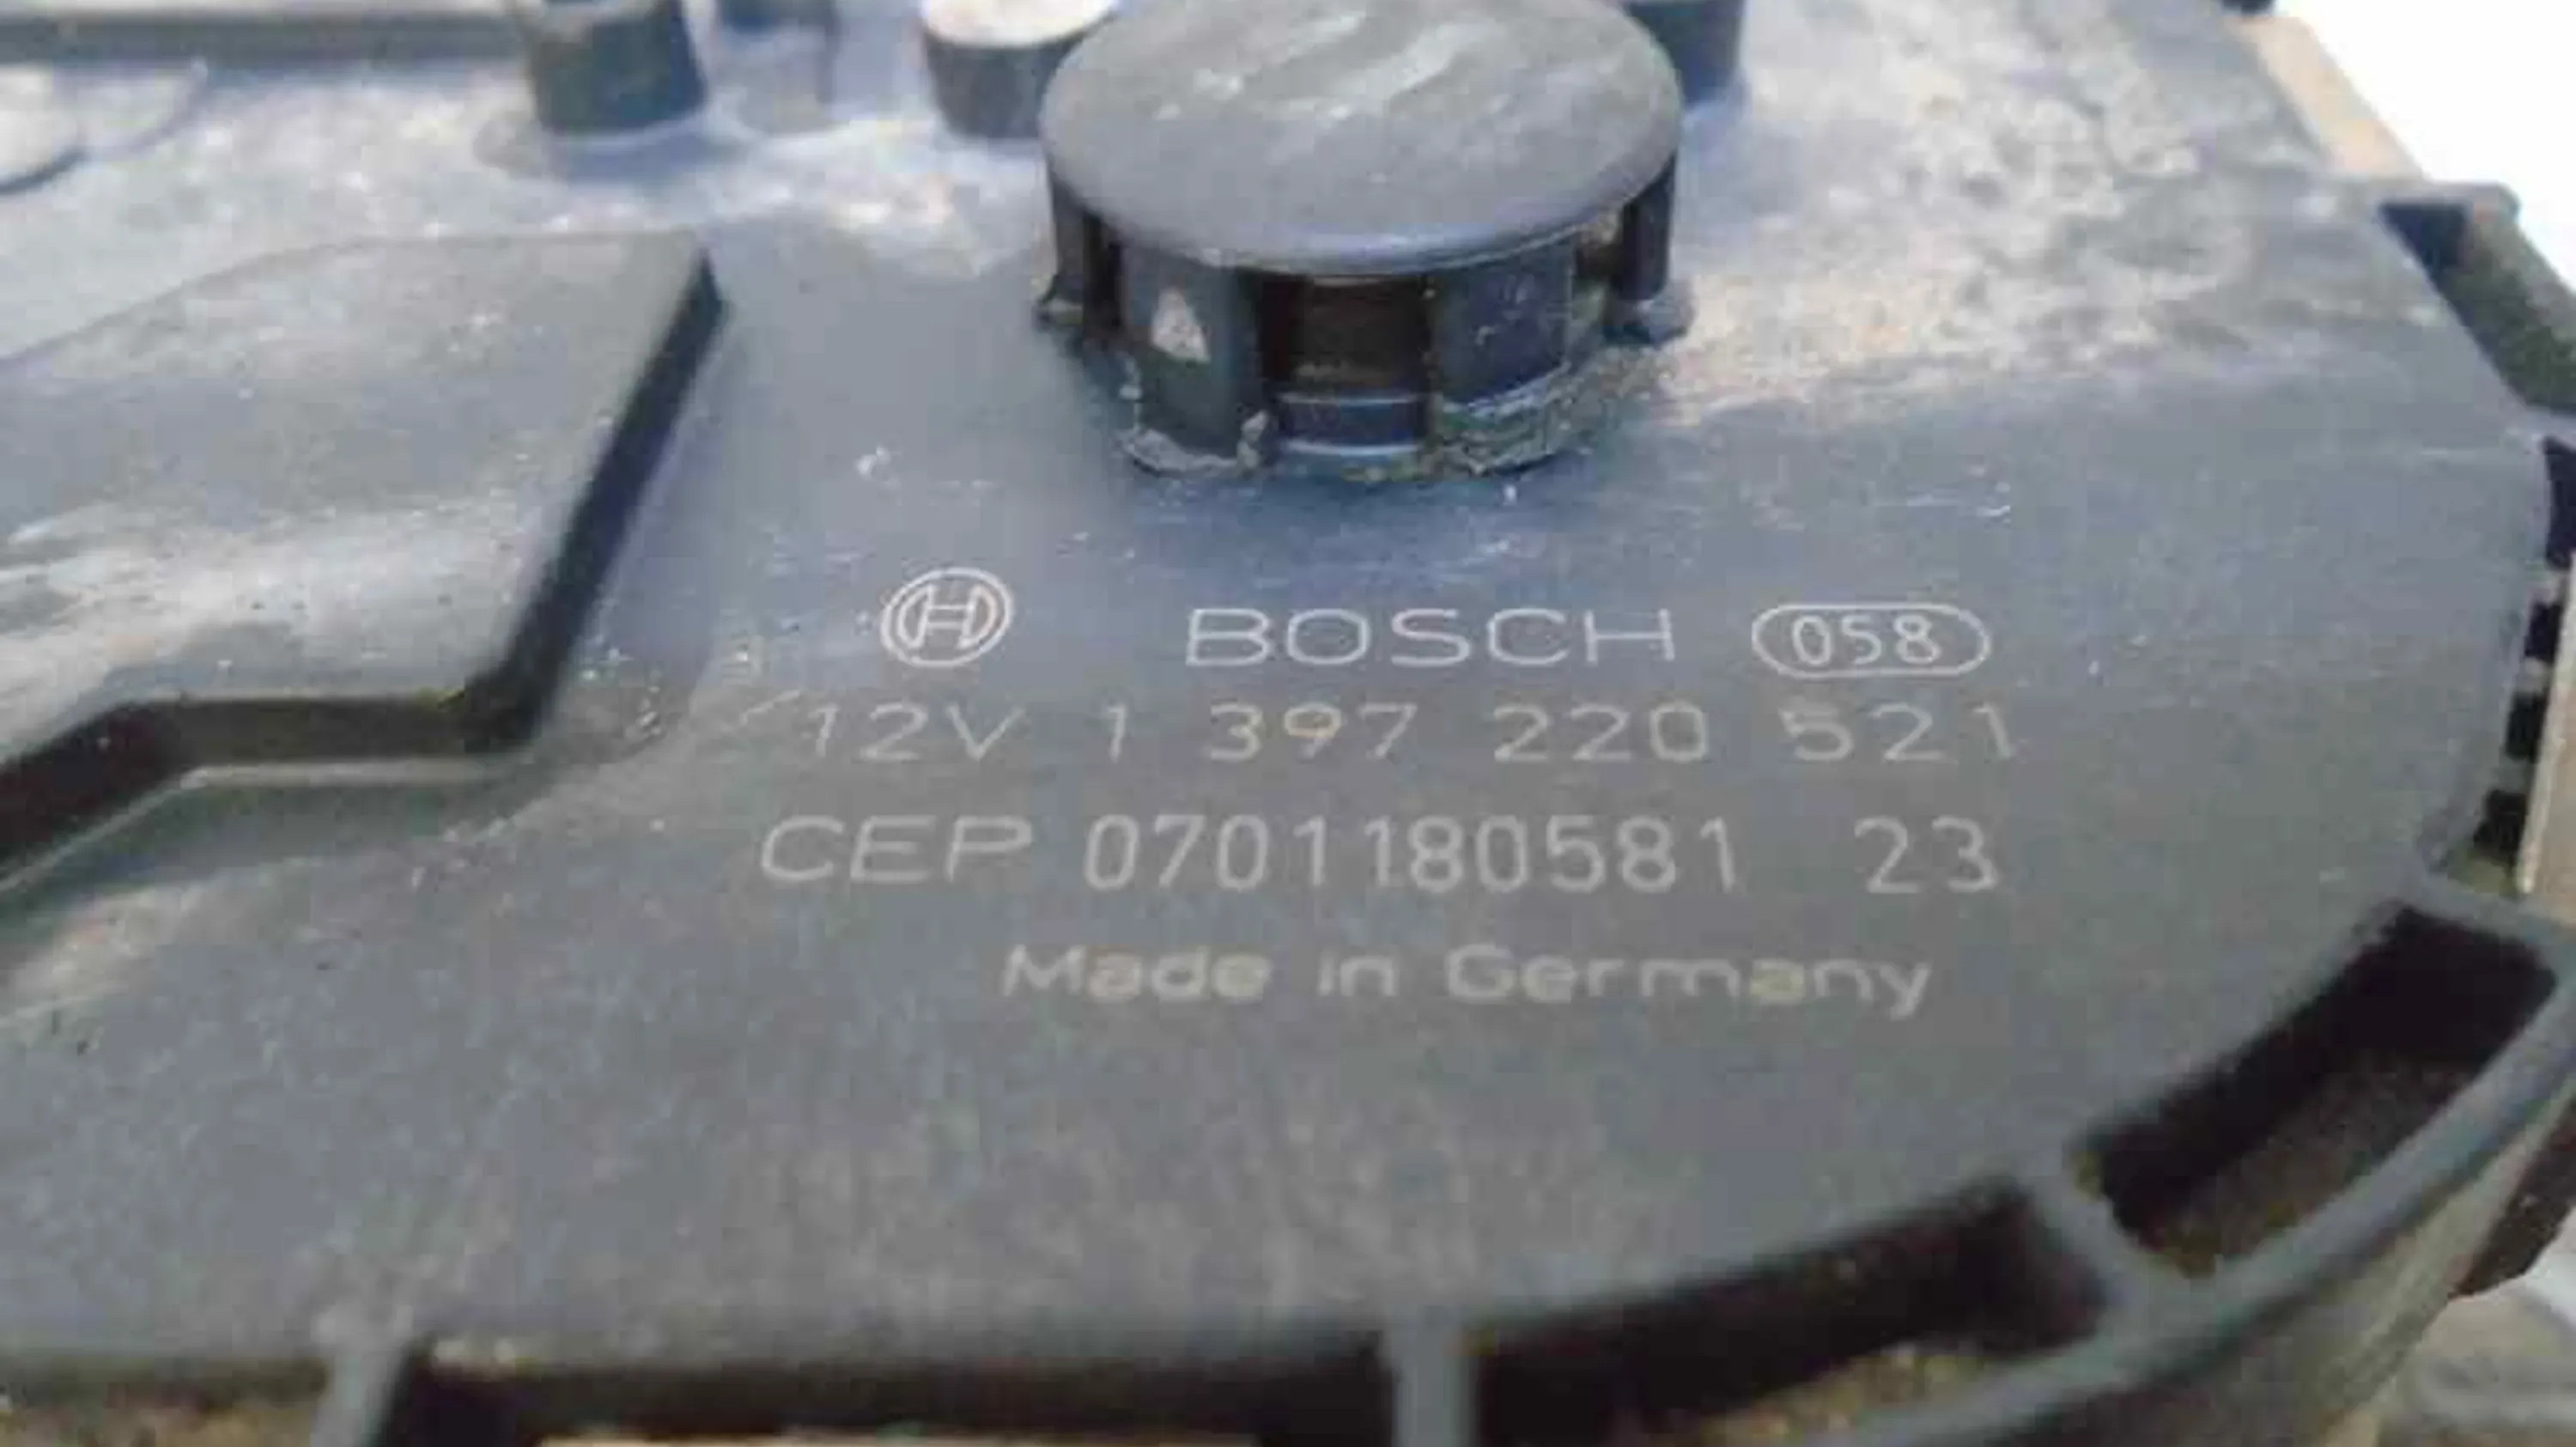 BOSCH 058
12V 1 397 220 521
CEP 0701180581 23
Made in Germany